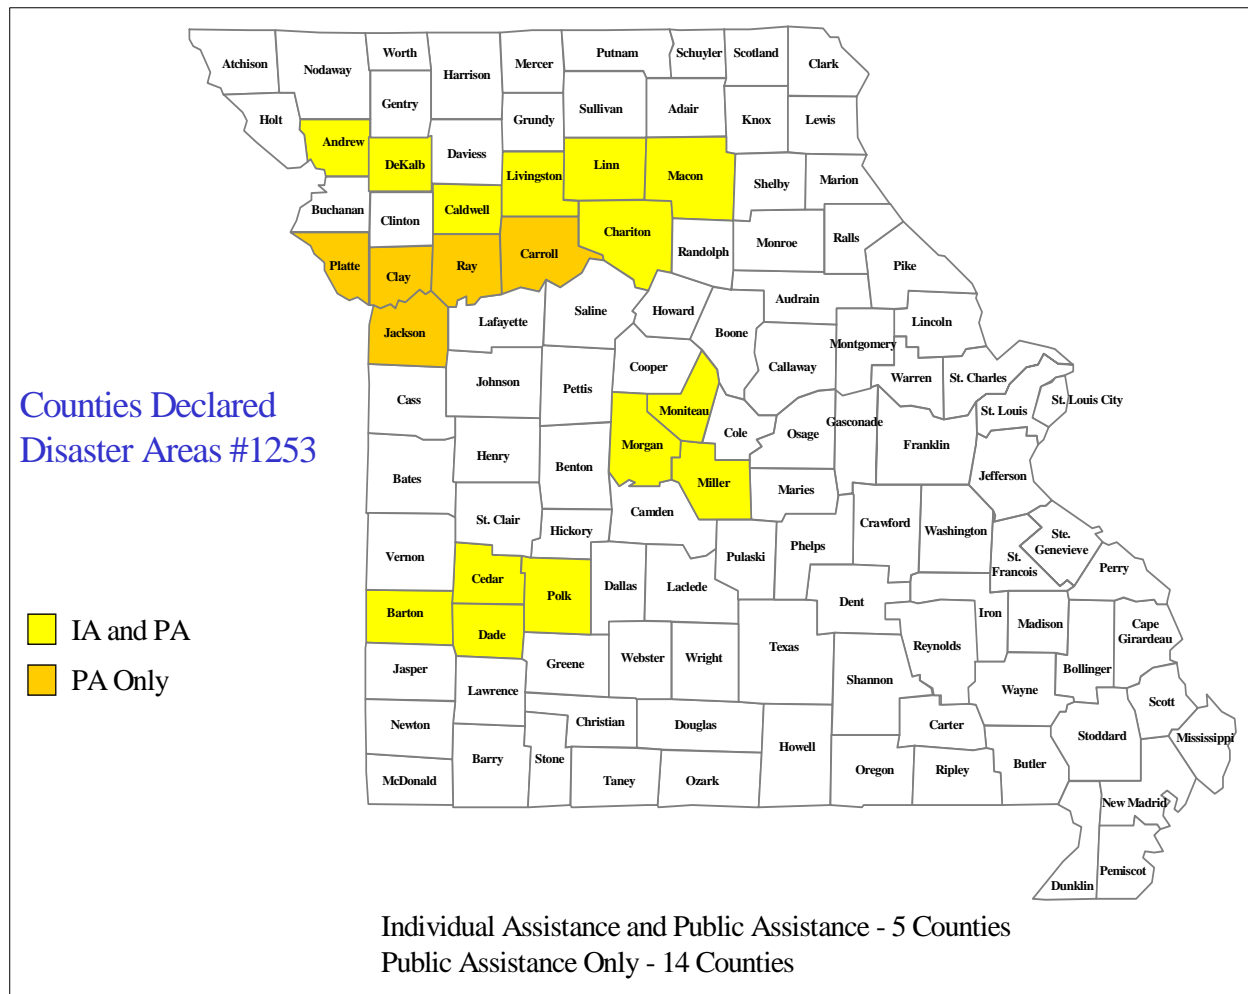 Worth
Putnam
Schuyler
Scotland
Atchison
Nodaway
Harrison
Mercer
Clark
Gentry
Sullivan
Adair
Holt
Grundy
Knox
Lewis
Andrew
DeKalb
Daviess
Livingston
Linn
Macon
Shelby
Marion
Buchanan
Clinton
Caldwell
Chariton
Randolph
Monroe
Ralls
Platte
Clay
Ray
Carroll
Pike
Jackson
Lafayette
Saline
Howard
Boone
Audrain
Lincoln
Montgomery
Cass
Johnson
Pettis
Cooper
Callaway
Warren
St. Charles
St. Louis
St. Louis City
Counties Declared
Disaster Areas #1253
Moniteau
Morgan
Cole
Osage
Gasconade
Franklin
Bates
Henry
Benton
Miller
Maries
Jefferson
St. Clair
Hickory
Camden
Crawford
Washington
Vernon
Pulaski
Phelps
St.
Francois
Ste.
Genevieve
Perry
Cedar
Polk
Dallas
Laclede
Dent
Barton
Dade
Iron
Madison
Cape
Girardeau
IA and PA
PA Only
Jasper
Greene
Webster
Wright
Texas
Reynolds
Bollinger
Lawrence
Shannon
Wayne
Scott
Newton
Christian
Douglas
Carter
Stoddard
Mississippi
McDonald
Barry
Stone
Taney
Ozark
Howell
Oregon
Ripley
Butler
New Madrid
Dunklin
Pemiscot
Individual Assistance and Public Assistance - 5 Counties
Public Assistance Only - 14 Counties